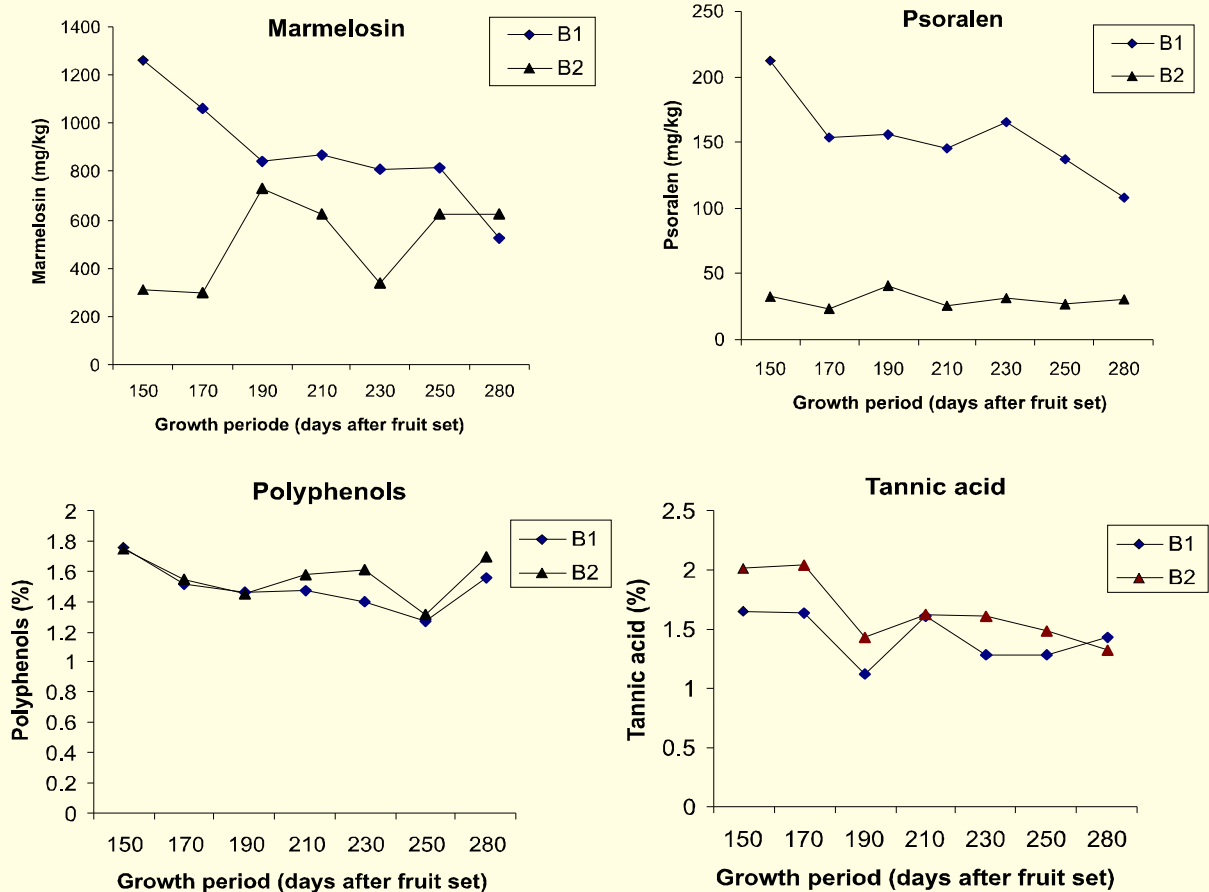 Marmelosin
B1
B2
Marmelosin (mg/kg)
1400
1200
1000
800
600
400
200
0
150 170 190 210 230 250 280
Growth periode (days after fruit set)
Psoralen
B1
B2
Psoralen (mg/kg)
250
200
150
100
50
0
150 170 190 210 230 250 280
Growth period (days after fruit set)
Polyphenols
B1
B2
Polyphenols (%)
2
1.8
1.6
1.4
1.2
1
0.8
0.6
0.4
0.2
0
150 170 190 210 230 250 280
Growth period (days after fruit set)
Tannic acid
B1
B2
Tannic acid (%)
2.5
2
1.5
1
0.5
0
150 170 190 210 230 250 280
Growth period (days after fruit set)